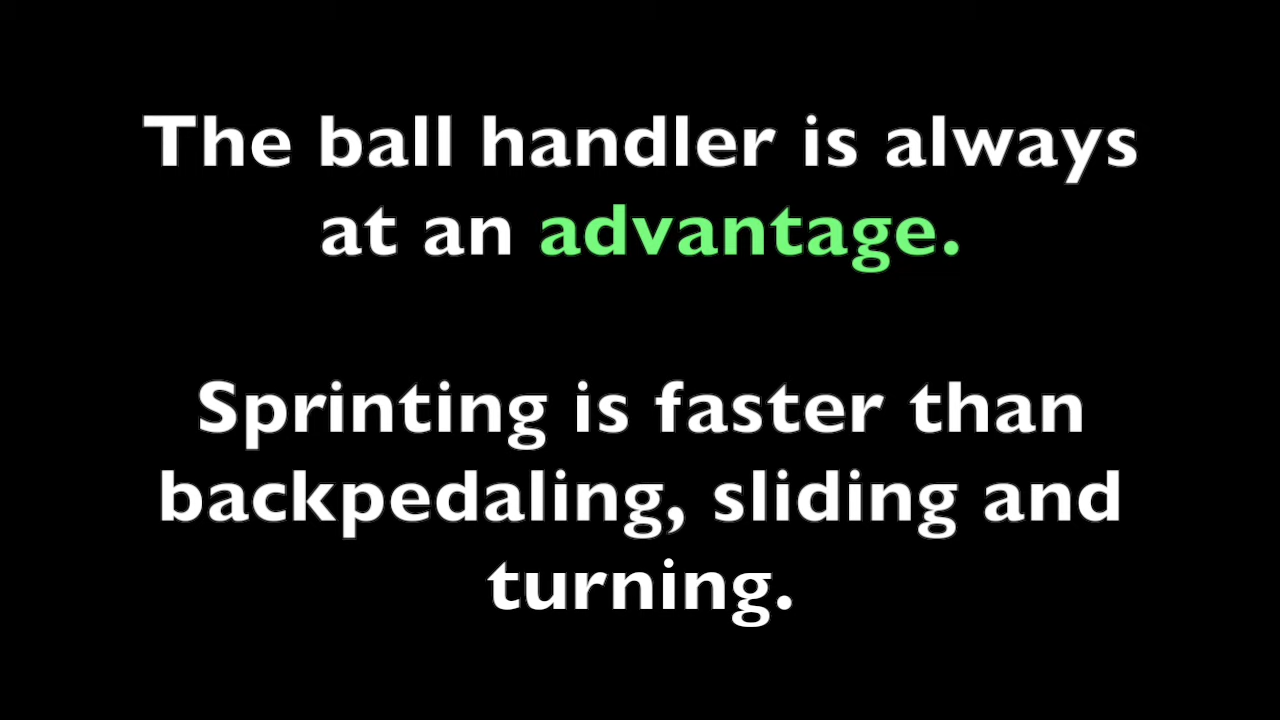 The ball handler is always
at an advantage.
Sprinting is faster than
backpedaling, sliding and
turning.